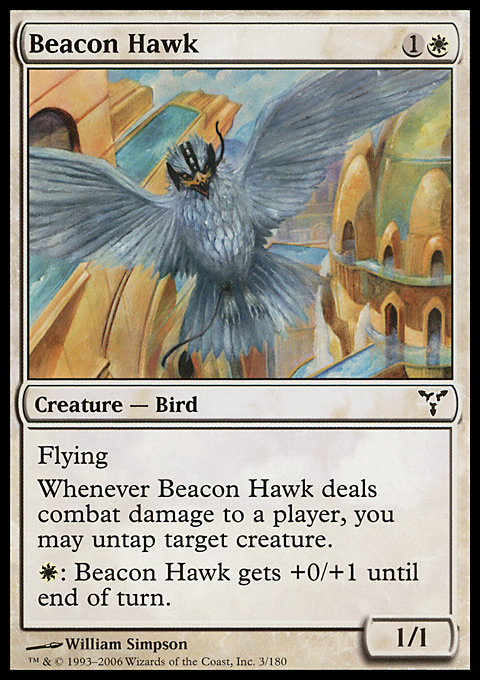 Beacon Hawk 1
Creature — Bird
Flying
Whenever Beacon Hawk deals
combat damage to a player, you
may untap target creature.
: Beacon Hawk gets +0/+1 until
end of turn.
William Simpson
1/1
™ & © 1993–2006 Wizards of the Coast, Inc. 3/180